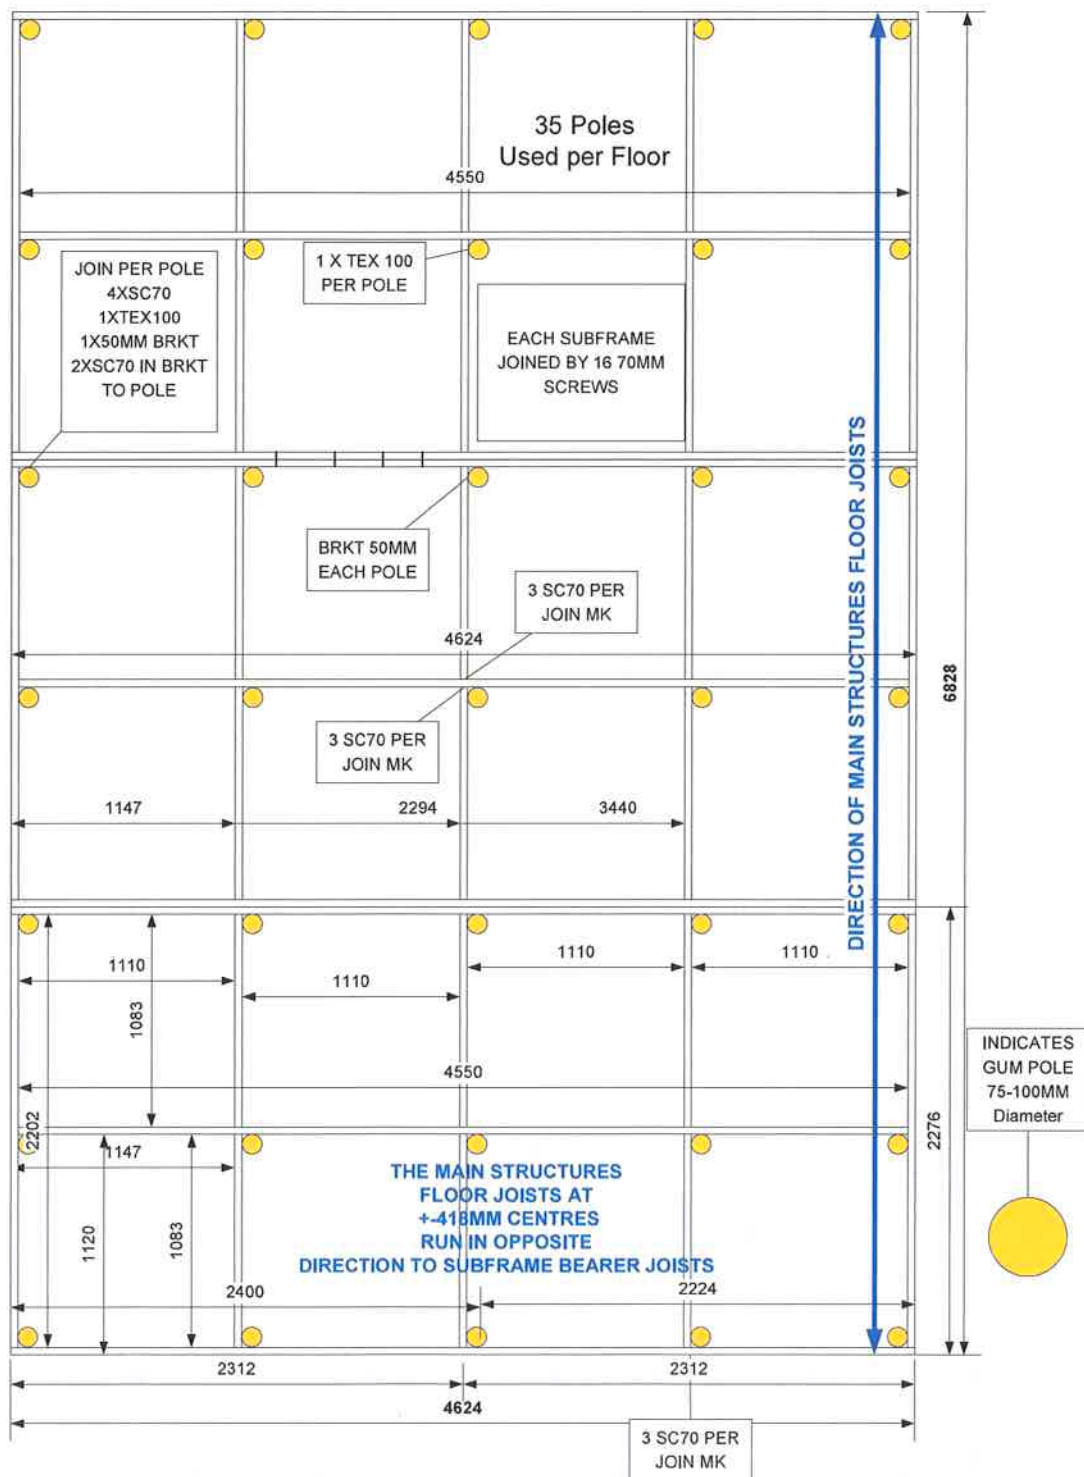 35 Poles
Used per Floor
4550
JOIN PER POLE
4XSC70
1XTEX100
1X50MM BRKT
2XSC70 IN BRKT
TO POLE
1 X TEX 100
PER POLE
EACH SUBFRAME
JOINED BY 16 70MM
SCREWS
BRKT 50MM
EACH POLE
3 SC70 PER
JOIN MK
4624
3 SC70 PER
JOIN MK
DIRECTION OF MAIN STRUCTURES FLOOR JOISTS
6828
1147
2294
3440
1110
1110
1110
1110
1083
4550
2202
1147
2276
INDICATES
GUM POLE
75-100MM
Diameter
THE MAIN STRUCTURES
FLOOR JOISTS AT
+-418MM CENTRES
RUN IN OPPOSITE
DIRECTION TO SUBFRAME BEARER JOISTS
1120
1083
2400
2224
2312
2312
4624
3 SC70 PER
JOIN MK